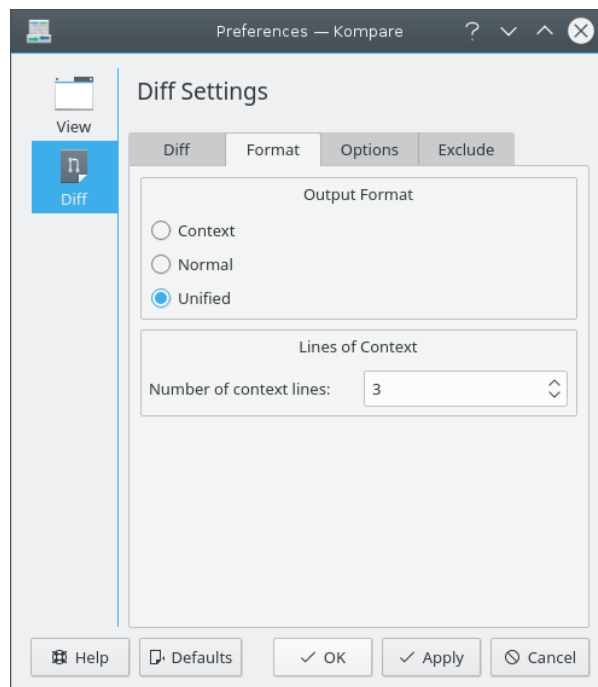 Preferences — Kompare
View
Diff
Diff Settings
Diff Format Options Exclude
Output Format
Context
Normal
Unified
Lines of Context
Number of context lines: 3
Help Defaults OK Apply Cancel